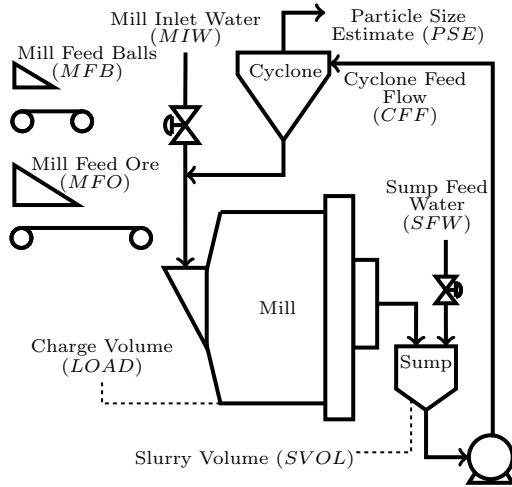 Mill Inlet Water
(MIW)
Particle Size
Estimate (PSE)
Mill Feed Balls
(MFB)
Cyclone
Cyclone Feed
Flow
(CFF)
Mill Feed Ore
(MFO)
Sump Feed
Water
(SFW)
Mill
Charge Volume
(LOAD)
Sump
Slurry Volume (SVOL)